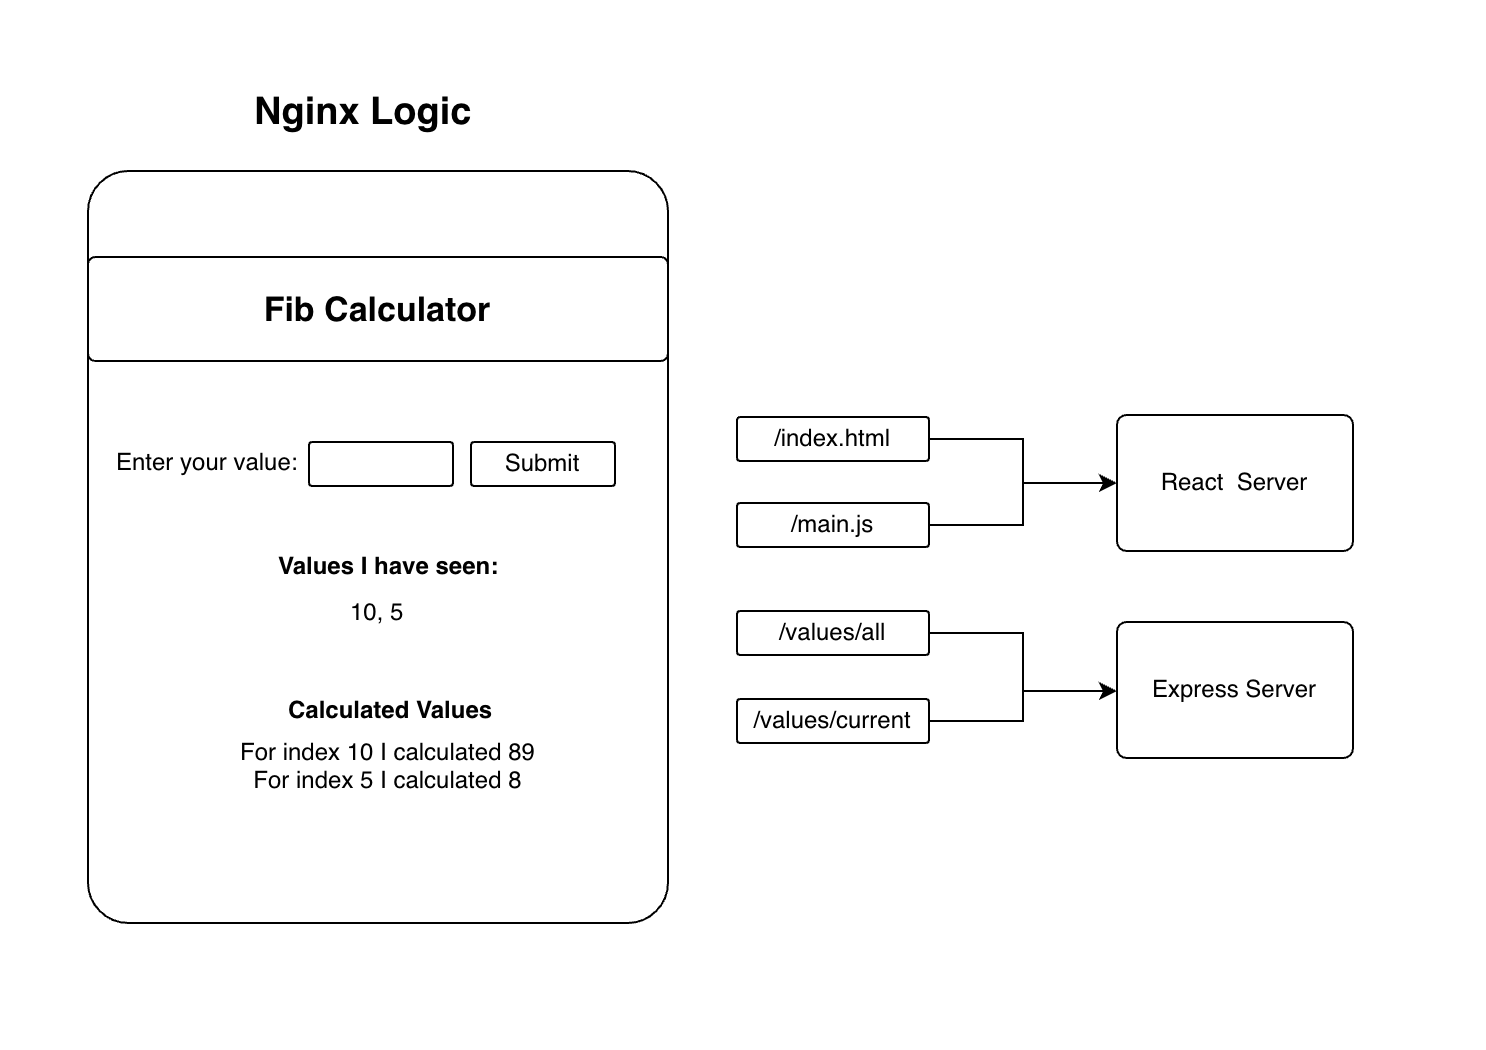 Nginx Logic
Fib Calculator
Enter your value:
Submit
Values I have seen:
10, 5
Calculated Values
For index 10 I calculated 89
For index 5 I calculated 8
/index.html
/main.js
/values/all
/values/current
React  Server
Express Server